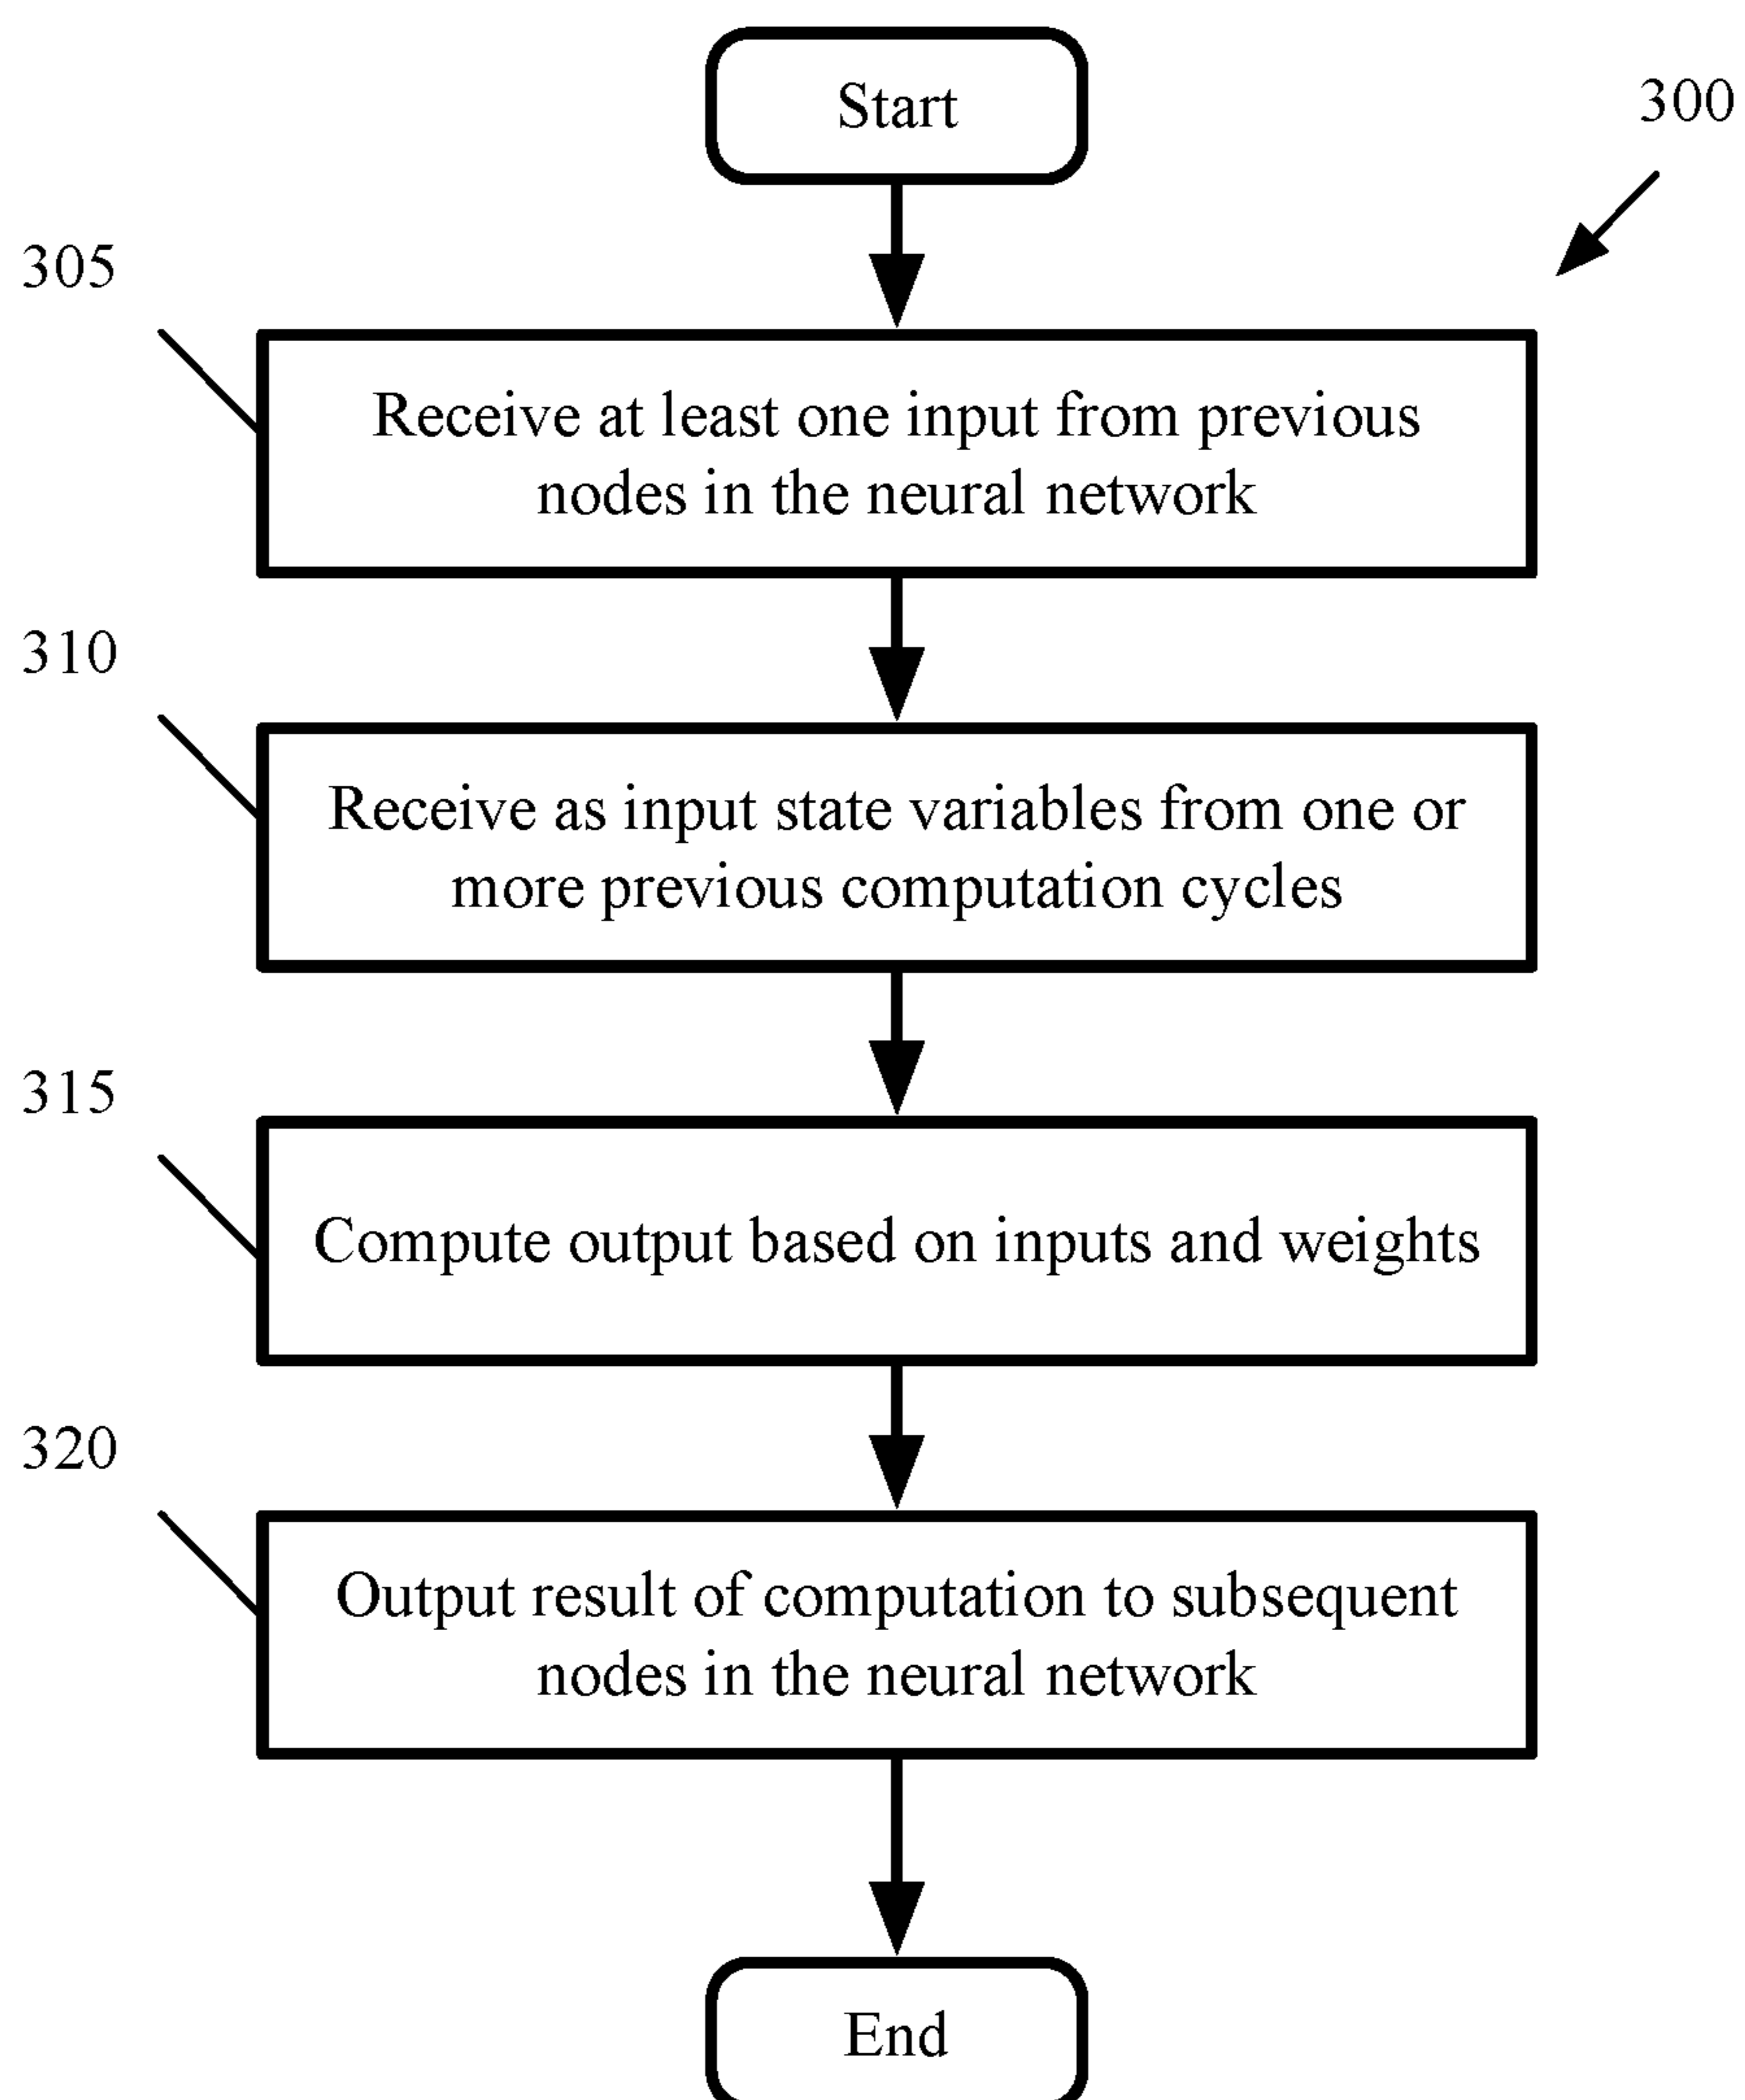 Start
300
305
Receive at least one input from previous
nodes in the neural network
310
Receive as input state variables from one or
more previous computation cycles
315
Compute output based on inputs and weights
320
Output result of computation to subsequent
nodes in the neural network
End